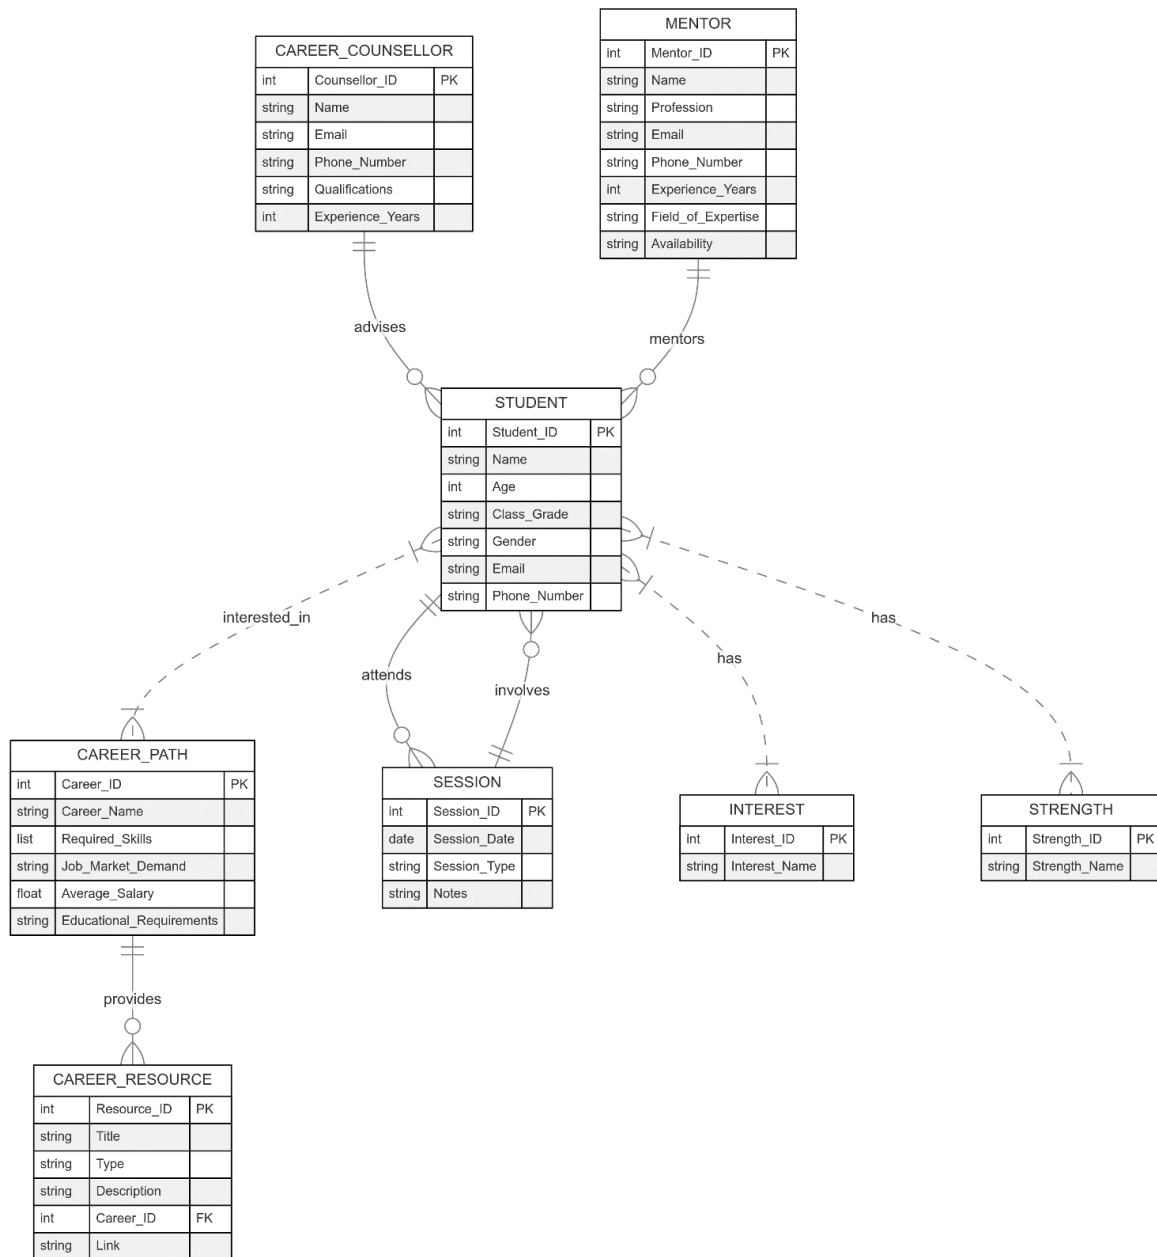 CAREER_COUNSELLOR
int Counsellor_ID PK
string Name
string Email
string Phone_Number
string Qualifications
int Experience_Years
MENTOR
int Mentor_ID PK
string Name
string Profession
string Email
string Phone_Number
int Experience_Years
string Field_of_Expertise
string Availability
advises
mentors
STUDENT
int Student_ID PK
string Name
int Age
string Class_Grade
string Gender
string Email
string Phone_Number
interested_in
attends
involves
has
has
CAREER_PATH
int Career_ID PK
string Career_Name
list Required_Skills
string Job_Market_Demand
float Average_Salary
string Educational_Requirements
SESSION
int Session_ID PK
date Session_Date
string Session_Type
string Notes
INTEREST
int Interest_ID PK
string Interest_Name
STRENGTH
int Strength_ID PK
string Strength_Name
provides
CAREER_RESOURCE
int Resource_ID PK
string Title
string Type
string Description
int Career_ID FK
string Link